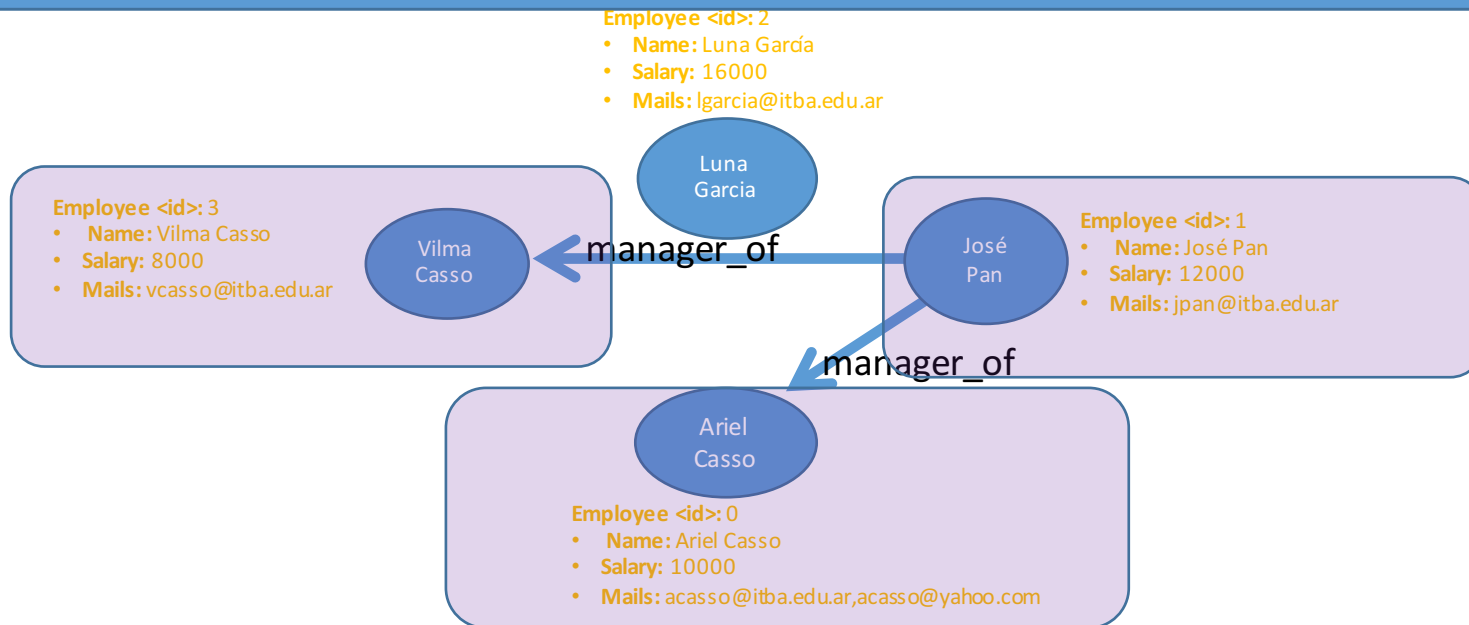 Employee <id>: 2
• Name: Luna García
• Salary: 16000
• Mails: lgarcia@itba.edu.ar
Luna
Garcia
Employee <id>: 3
• Name: Vilma Casso
• Salary: 8000
• Mails: vcasso@itba.edu.ar
Vilma
Casso
manager_of
José
Pan
Employee <id>: 1
• Name: José Pan
• Salary: 12000
• Mails: jpan@itba.edu.ar
manager_of
Ariel
Casso
Employee <id>: 0
• Name: Ariel Casso
• Salary: 10000
• Mails: acasso@itba.edu.ar,acasso@yahoo.com